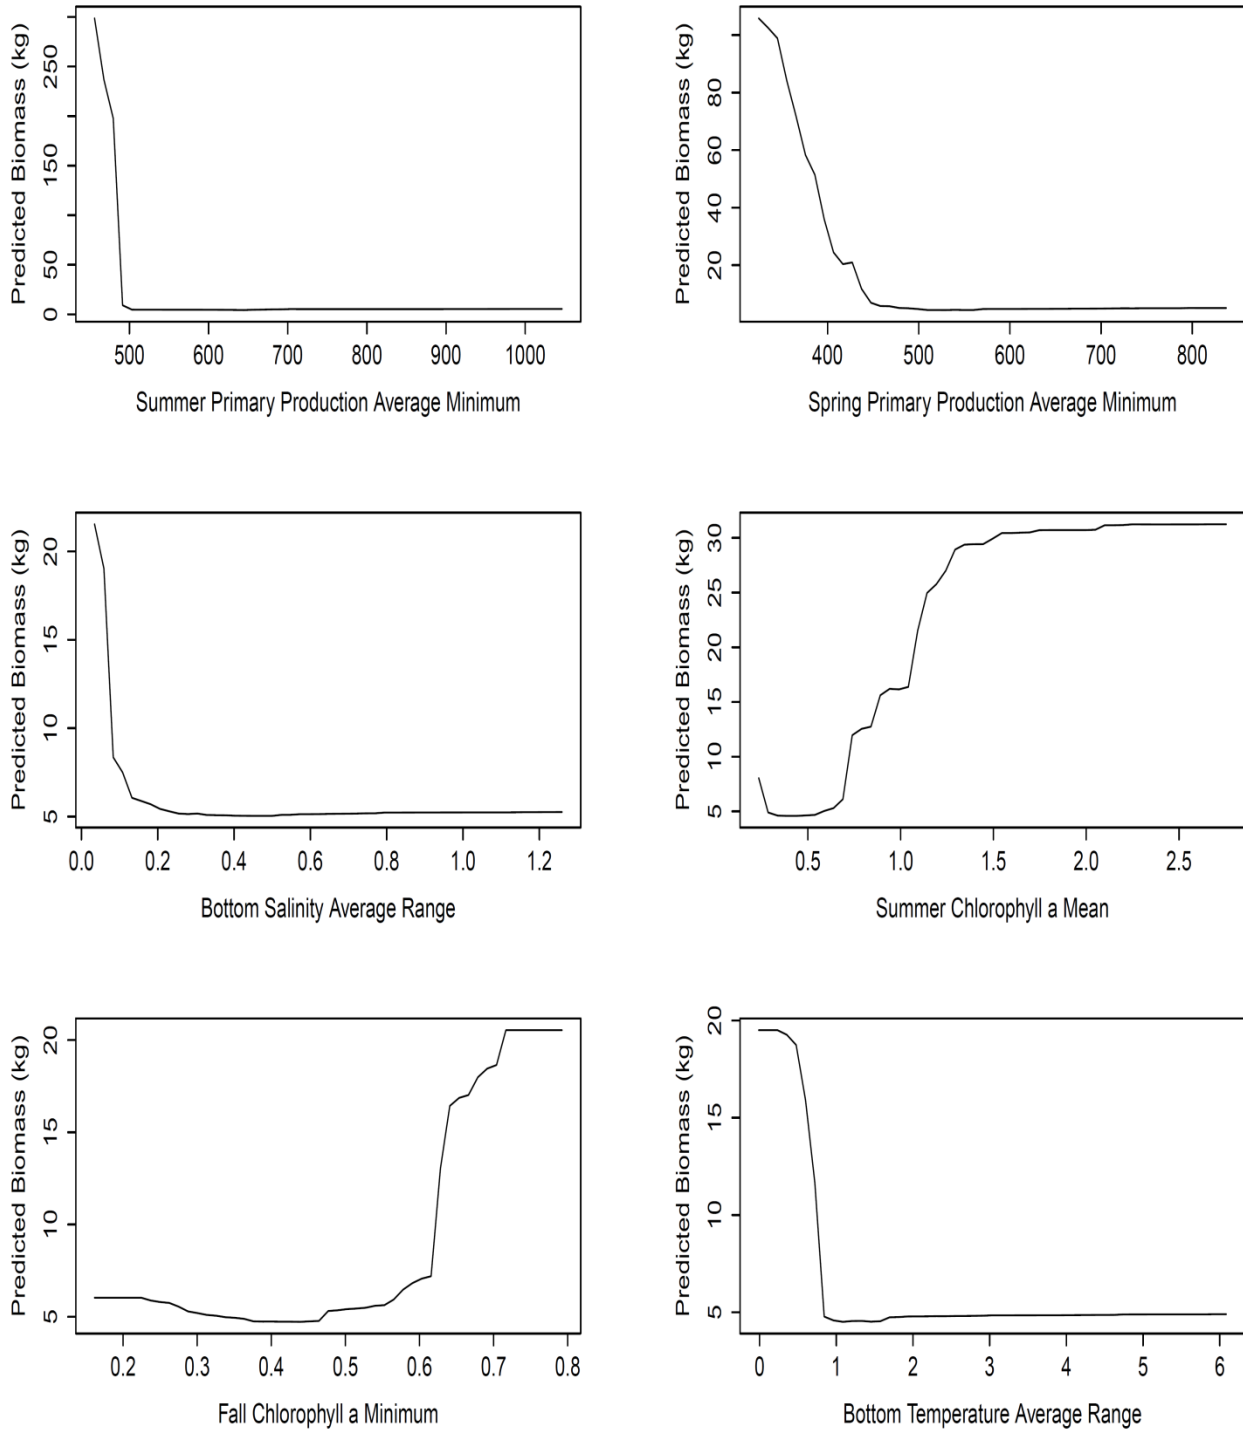 Predicted Biomass (kg)
250
150
50
0
500 600 700 800 900 1000
Summer Primary Production Average Minimum
Predicted Biomass (kg)
80
60
40
20
400 500 600 700 800
Spring Primary Production Average Minimum
Predicted Biomass (kg)
20
15
10
5
0.0 0.2 0.4 0.6 0.8 1.0 1.2
Bottom Salinity Average Range
Predicted Biomass (kg)
30
25
20
15
10
5
0.5 1.0 1.5 2.0 2.5
Summer Chlorophyll a Mean
Predicted Biomass (kg)
20
15
10
5
0.2 0.3 0.4 0.5 0.6 0.7 0.8
Fall Chlorophyll a Minimum
Predicted Biomass (kg)
20
15
10
5
0 1 2 3 4 5 6
Bottom Temperature Average Range